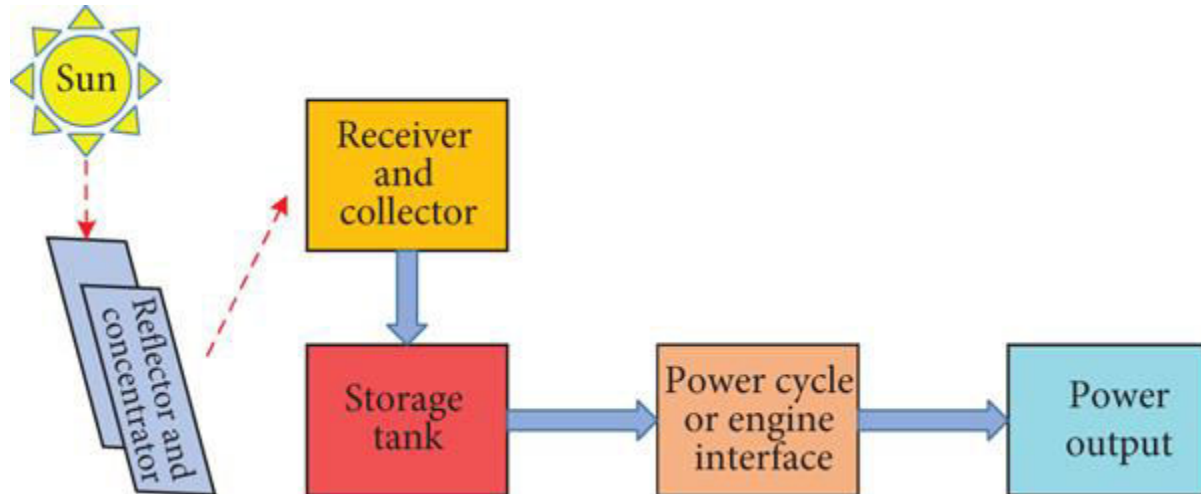 Sun
Receiver
and
collector
Reflector and
concentrator
Storage
tank
Power cycle
or engine
interface
Power
output